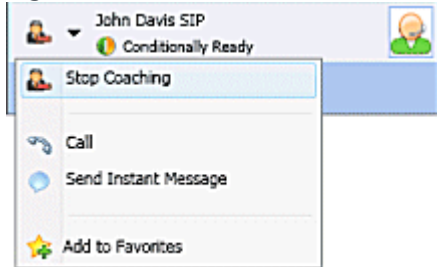 John Davis SIP
Conditionally Ready
Stop Coaching
Call
Send Instant Message
Add to Favorites